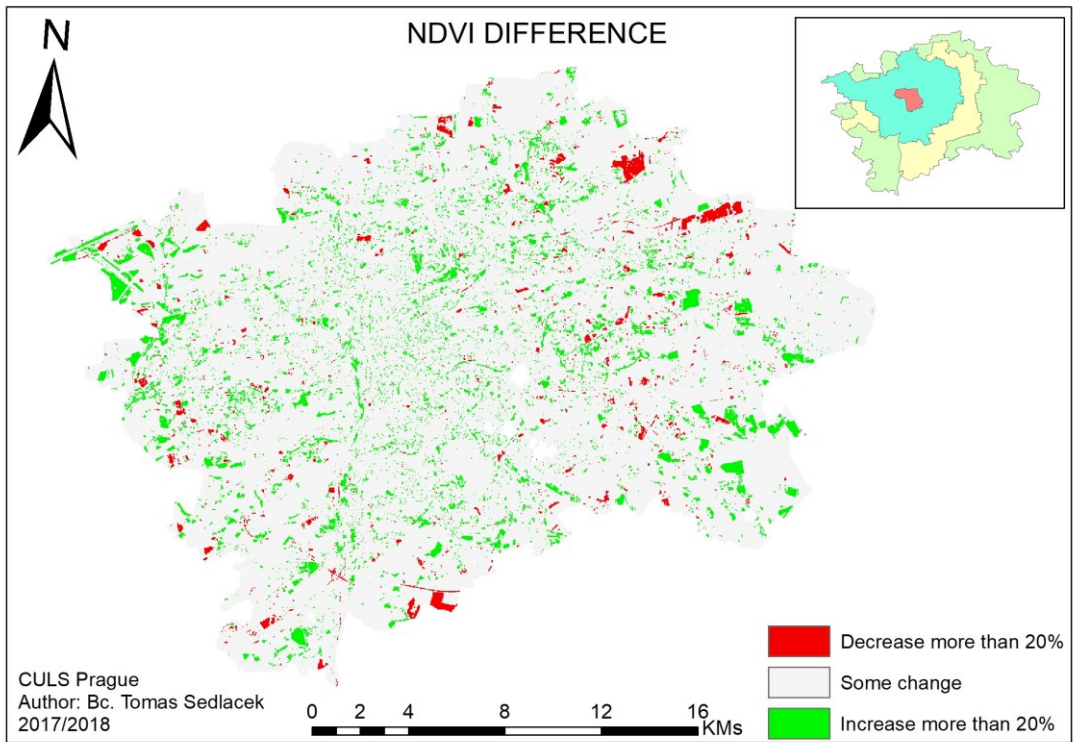 NDVI DIFFERENCE
N
Decrease more than 20%
Some change
Increase more than 20%
CULS Prague
Author: Bc. Tomas Sedlacek
2017/2018
0 2 4 8 12 16
KMs